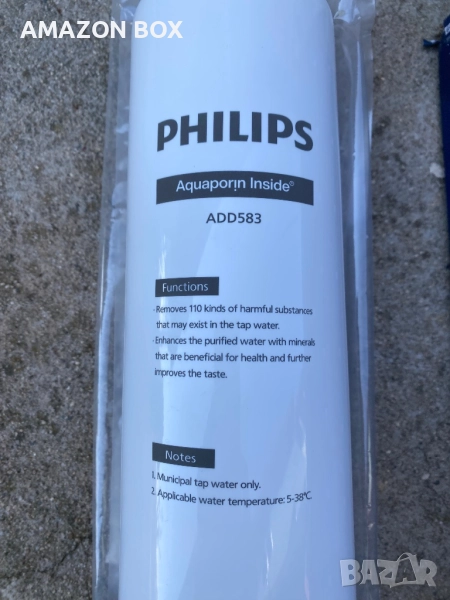 AMAZON BOX
PHILIPS
Aquaporin Inside®
ADD583
Functions
· Removes 110 kinds of harmful substances
that may exist in the tap water.
· Enhances the purified water with minerals
that are beneficial for health and further
improves the taste.
Notes
1. Municipal tap water only.
2. Applicable water temperature: 5-38°C
BAZAR